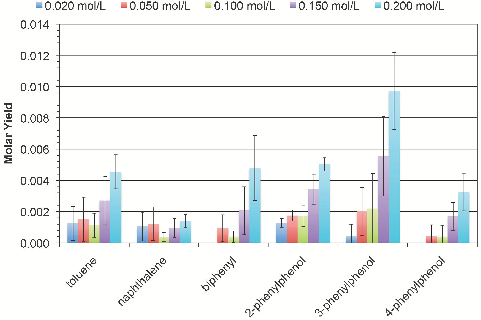 0.020 mol/L 0.050 mol/L 0.100 mol/L 0.150 mol/L 0.200 mol/L
0.014
0.012
0.010
0.008
0.006
0.004
0.002
0.000
Molar Yield
toluene
naphthalene
biphenyl
2-phenylphenol
3-phenylphenol
4-phenylphenol